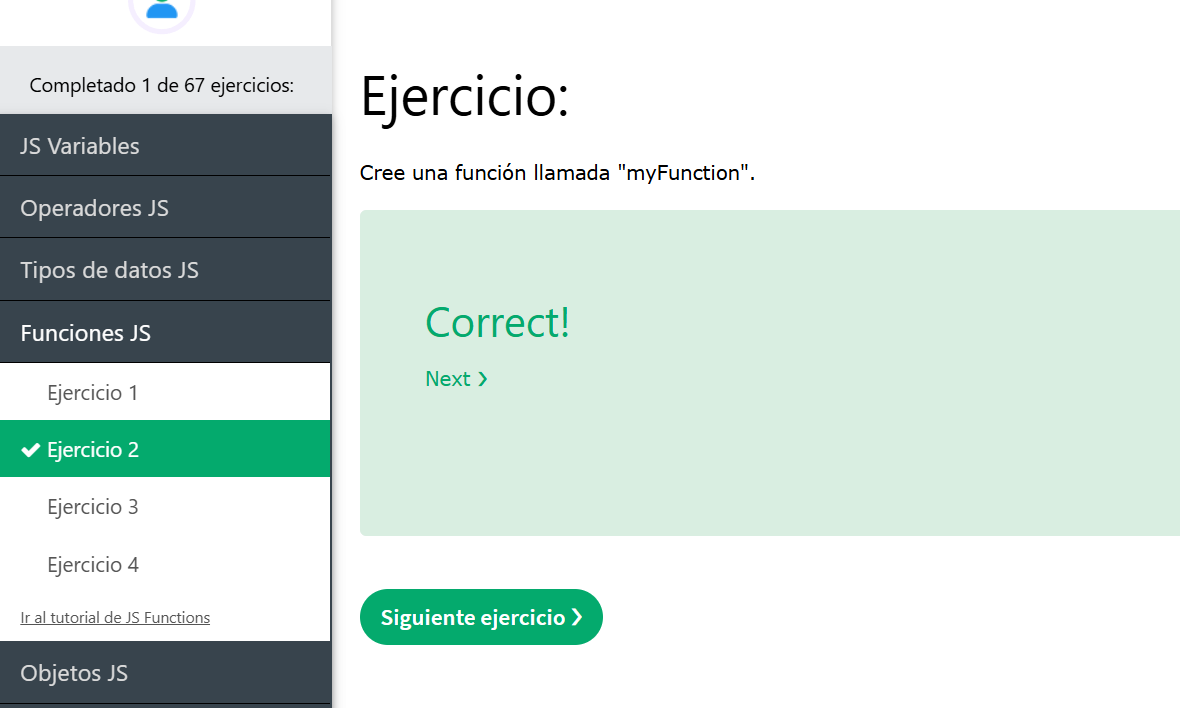 Completado 1 de 67 ejercicios:
JS Variables
Operadores JS
Tipos de datos JS
Funciones JS
Ejercicio 1
Ejercicio 2
Ejercicio 3
Ejercicio 4
Ir al tutorial de JS Functions
Objetos JS
Ejercicio:
Cree una función llamada "myFunction".
Correct!
Next ❯
Siguiente ejercicio ❯